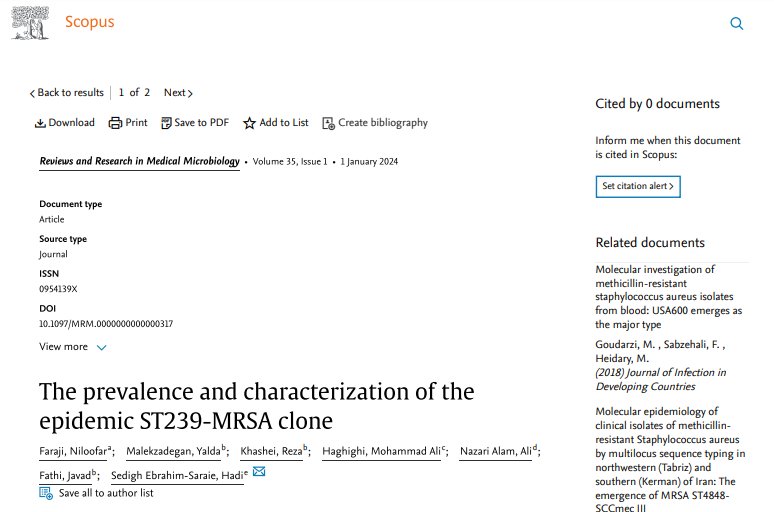 Scopus
Back to results | 1 of 2 Next
Download Print Save to PDF Add to List Create bibliography
Reviews and Research in Medical Microbiology • Volume 35, Issue 1 • 1 January 2024
Document type
Article
Source type
Journal
ISSN
0954139X
DOI
10.1097/MRM.0000000000000317
View more
The prevalence and characterization of the
epidemic ST239-MRSA clone
Faraji, Niloofarᵃ; Malekzadegan, Yaldaᵇ; Khashei, Rezaᵇ; Haghighi, Mohammad Aliᶜ; Nazari Alam, Aliᵈ;
Fathi, Javadᵇ; Sedigh Ebrahim-Saraie, Hadiᵉ
Save all to author list
Cited by 0 documents
Inform me when this document
is cited in Scopus:
Set citation alert
Related documents
Molecular investigation of
methicillin-resistant
staphylococcus aureus isolates
from blood: USA600 emerges as
the major type
Goudarzi, M. , Sabzehali, F. ,
Heidary, M.
(2018) Journal of Infection in
Developing Countries
Molecular epidemiology of
clinical isolates of methicillin-
resistant Staphylococcus aureus
by multilocus sequence typing in
northwestern (Tabriz) and
southern (Kerman) of Iran: The
emergence of MRSA ST4848-
SCCmec III